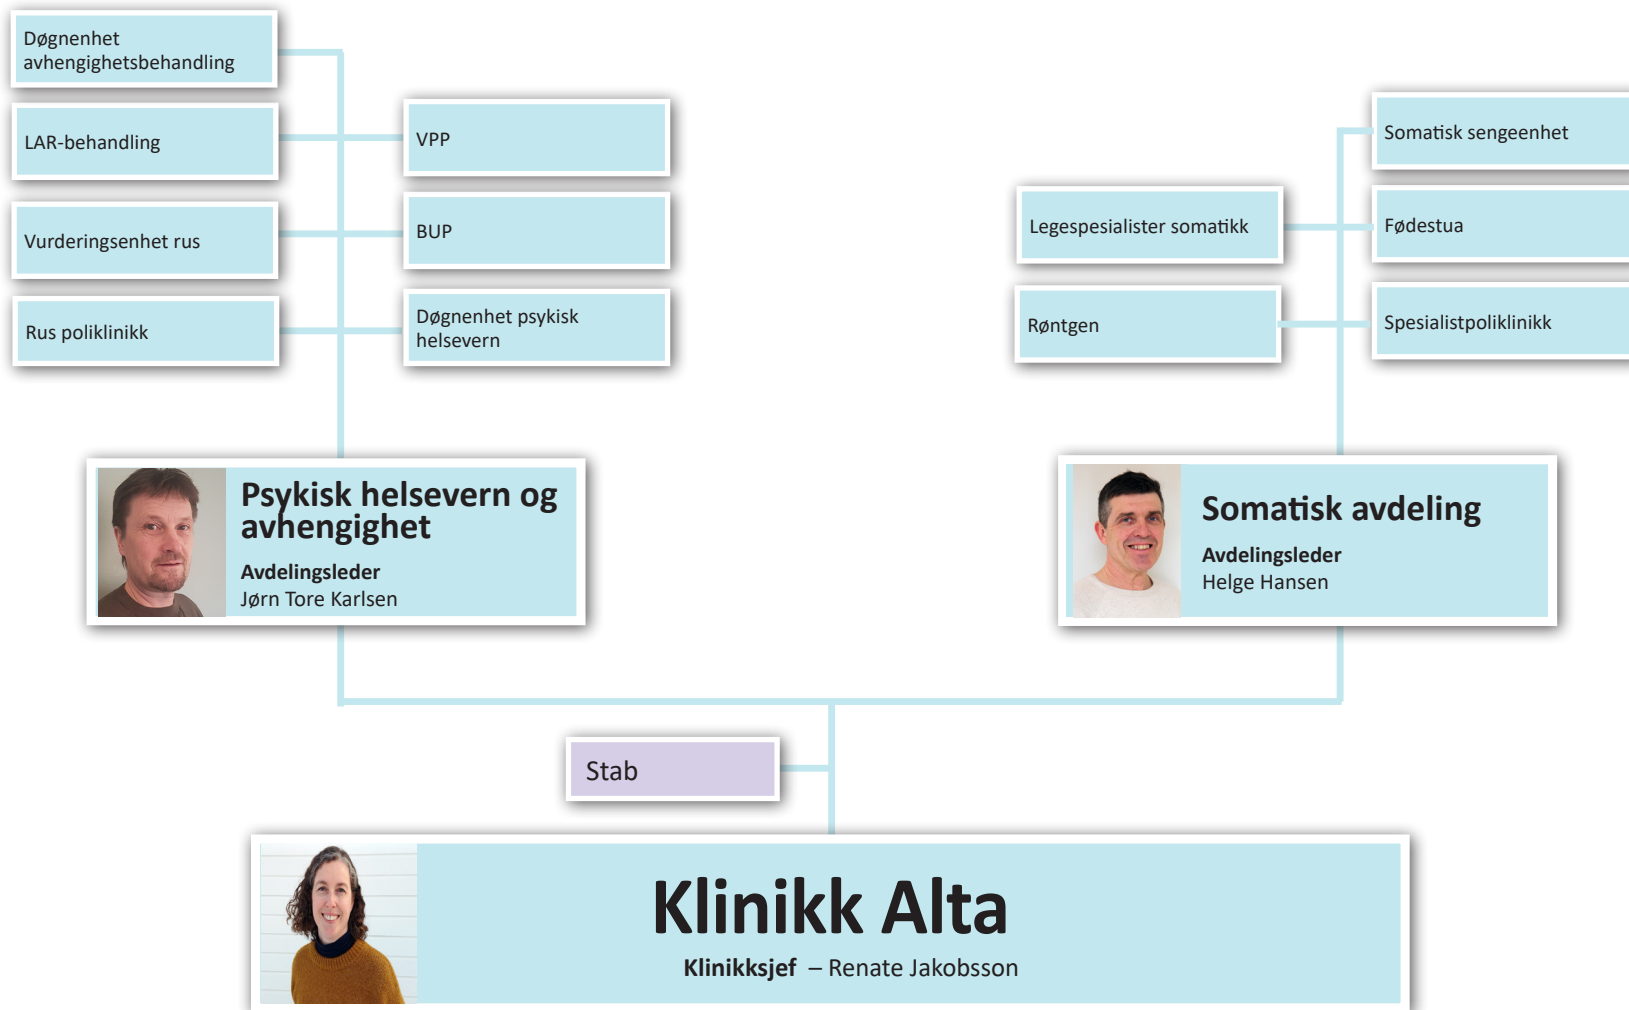 Døgnenhet
avhengighetsbehandling
LAR-behandling
VPP
Vurderingsenhet rus
BUP
Rus poliklinikk
Døgnenhet psykisk
helsevern
Somatisk sengeenhet
Legespesialister somatikk
Fødestua
Røntgen
Spesialistpoliklinikk
Psykisk helsevern og
avhengighet
Avdelingsleder
Jørn Tore Karlsen
Somatisk avdeling
Avdelingsleder
Helge Hansen
Stab
Klinikk Alta
Klinikksjef – Renate Jakobsson